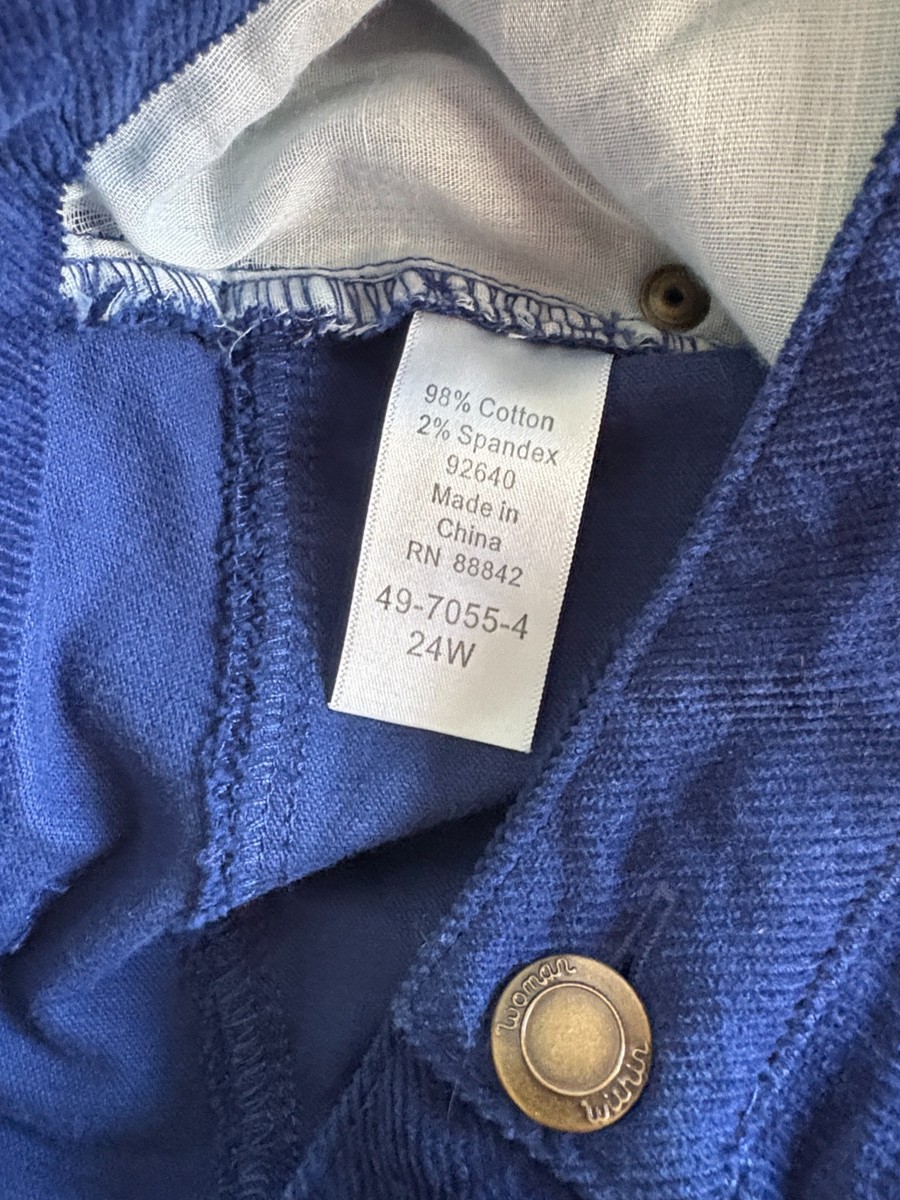 98% Cotton
2% Spandex
92640
Made in
China
RN 88842
49-7055-4
24W
woman
within